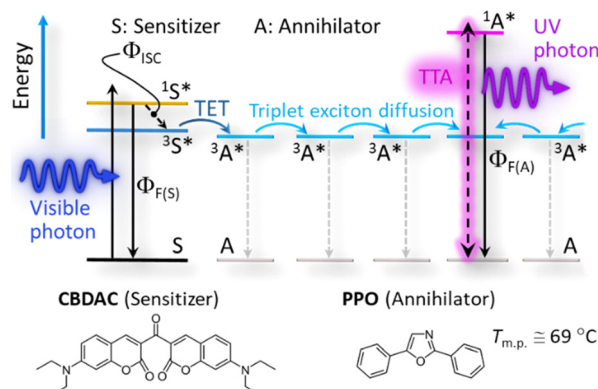 S: Sensitizer A: Annihilator
Energy
Φ_ISC
¹S*
³S*
TET
Triplet exciton diffusion
TTA
¹A*
UV
photon
³A* ³A* ³A* ³A*
Φ_F(S)
Φ_F(A)
Visible
photon
S A A
CBDAC (Sensitizer) PPO (Annihilator)
T_m.p. ≅ 69 °C
N O O O O O N
N
O